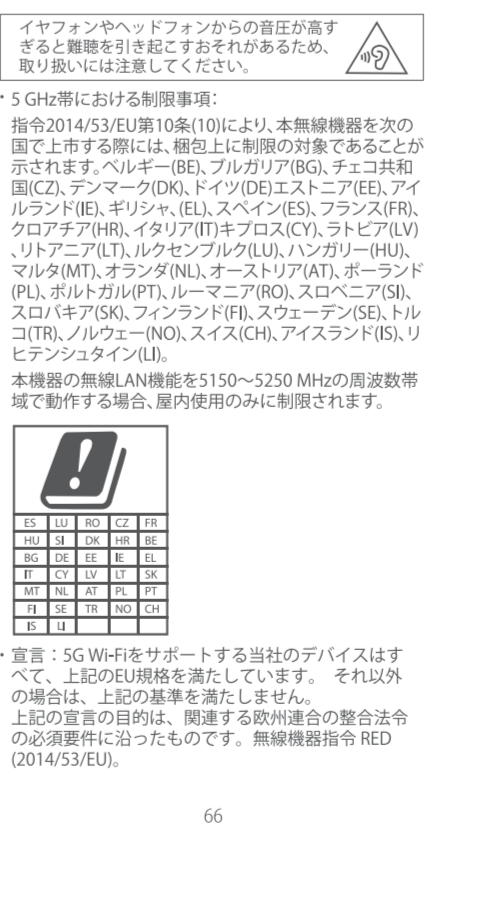 イヤフォンやヘッドフォンからの音圧が高す
ぎると難聴を引き起こすおそれがあるため、
取り扱いには注意してください。
・5 GHz帯における制限事項：
指令2014/53/EU第10条(10)により、本無線機器を次の
国で上市する際には、梱包上に制限の対象であることが
示されます。ベルギー(BE)、ブルガリア(BG)、チェコ共和
国(CZ)、デンマーク(DK)、ドイツ(DE)エストニア(EE)、アイ
ルランド(IE)、ギリシャ、(EL)、スペイン(ES)、フランス(FR)、
クロアチア(HR)、イタリア(IT)キプロス(CY)、ラトビア(LV)
、リトアニア(LT)、ルクセンブルク(LU)、ハンガリー(HU)、
マルタ(MT)、オランダ(NL)、オーストリア(AT)、ポーランド
(PL)、ポルトガル(PT)、ルーマニア(RO)、スロベニア(SI)、
スロバキア(SK)、フィンランド(FI)、スウェーデン(SE)、トル
コ(TR)、ノルウェー(NO)、スイス(CH)、アイスランド(IS)、リ
ヒテンシュタイン(LI)。
本機器の無線LAN機能を5150～5250 MHzの周波数帯
域で動作する場合、屋内使用のみに制限されます。
ES LU RO CZ FR
HU SI DK HR BE
BG DE EE IE EL
IT CY LV LT SK
MT NL AT PL PT
FI SE TR NO CH
IS LI
・宣言：5G Wi-Fiをサポートする当社のデバイスはす
べて、上記のEU規格を満たしています。 それ以外
の場合は、上記の基準を満たしません。
上記の宣言の目的は、関連する欧州連合の整合法令
の必須要件に沿ったものです。無線機器指令 RED
(2014/53/EU)。
66